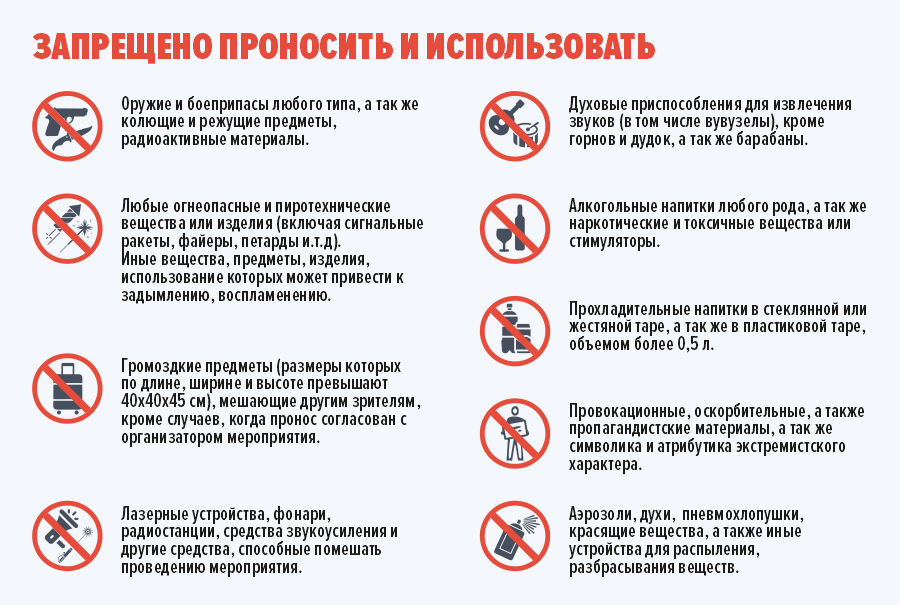 ЗАПРЕЩЕНО ПРОНОСИТЬ И ИСПОЛЬЗОВАТЬ
Оружие и боеприпасы любого типа, а так же
колющие и режущие предметы,
радиоактивные материалы.
Любые огнеопасные и пиротехнические
вещества или изделия (включая сигнальные
ракеты, файеры, петарды и.т.д).
Иные вещества, предметы, изделия,
использование которых может привести к
задымлению, воспламенению.
Громоздкие предметы (размеры которых
по длине, ширине и высоте превышают
40х40х45 см), мешающие другим зрителям,
кроме случаев, когда пронос согласован с
организатором мероприятия.
Лазерные устройства, фонари,
радиостанции, средства звукоусиления и
другие средства, способные помешать
проведению мероприятия.
Духовые приспособления для извлечения
звуков (в том числе вувузелы), кроме
горнов и дудок, а так же барабаны.
Алкогольные напитки любого рода, а так же
наркотические и токсичные вещества или
стимуляторы.
Прохладительные напитки в стеклянной или
жестяной таре, а так же в пластиковой таре,
объемом более 0,5 л.
Провокационные, оскорбительные, а также
пропагандистские материалы, а так же
символика и атрибутика экстремистского
характера.
Аэрозоли, духи, пневмохлопушки,
красящие вещества, а также иные
устройства для распыления,
разбрасывания веществ.